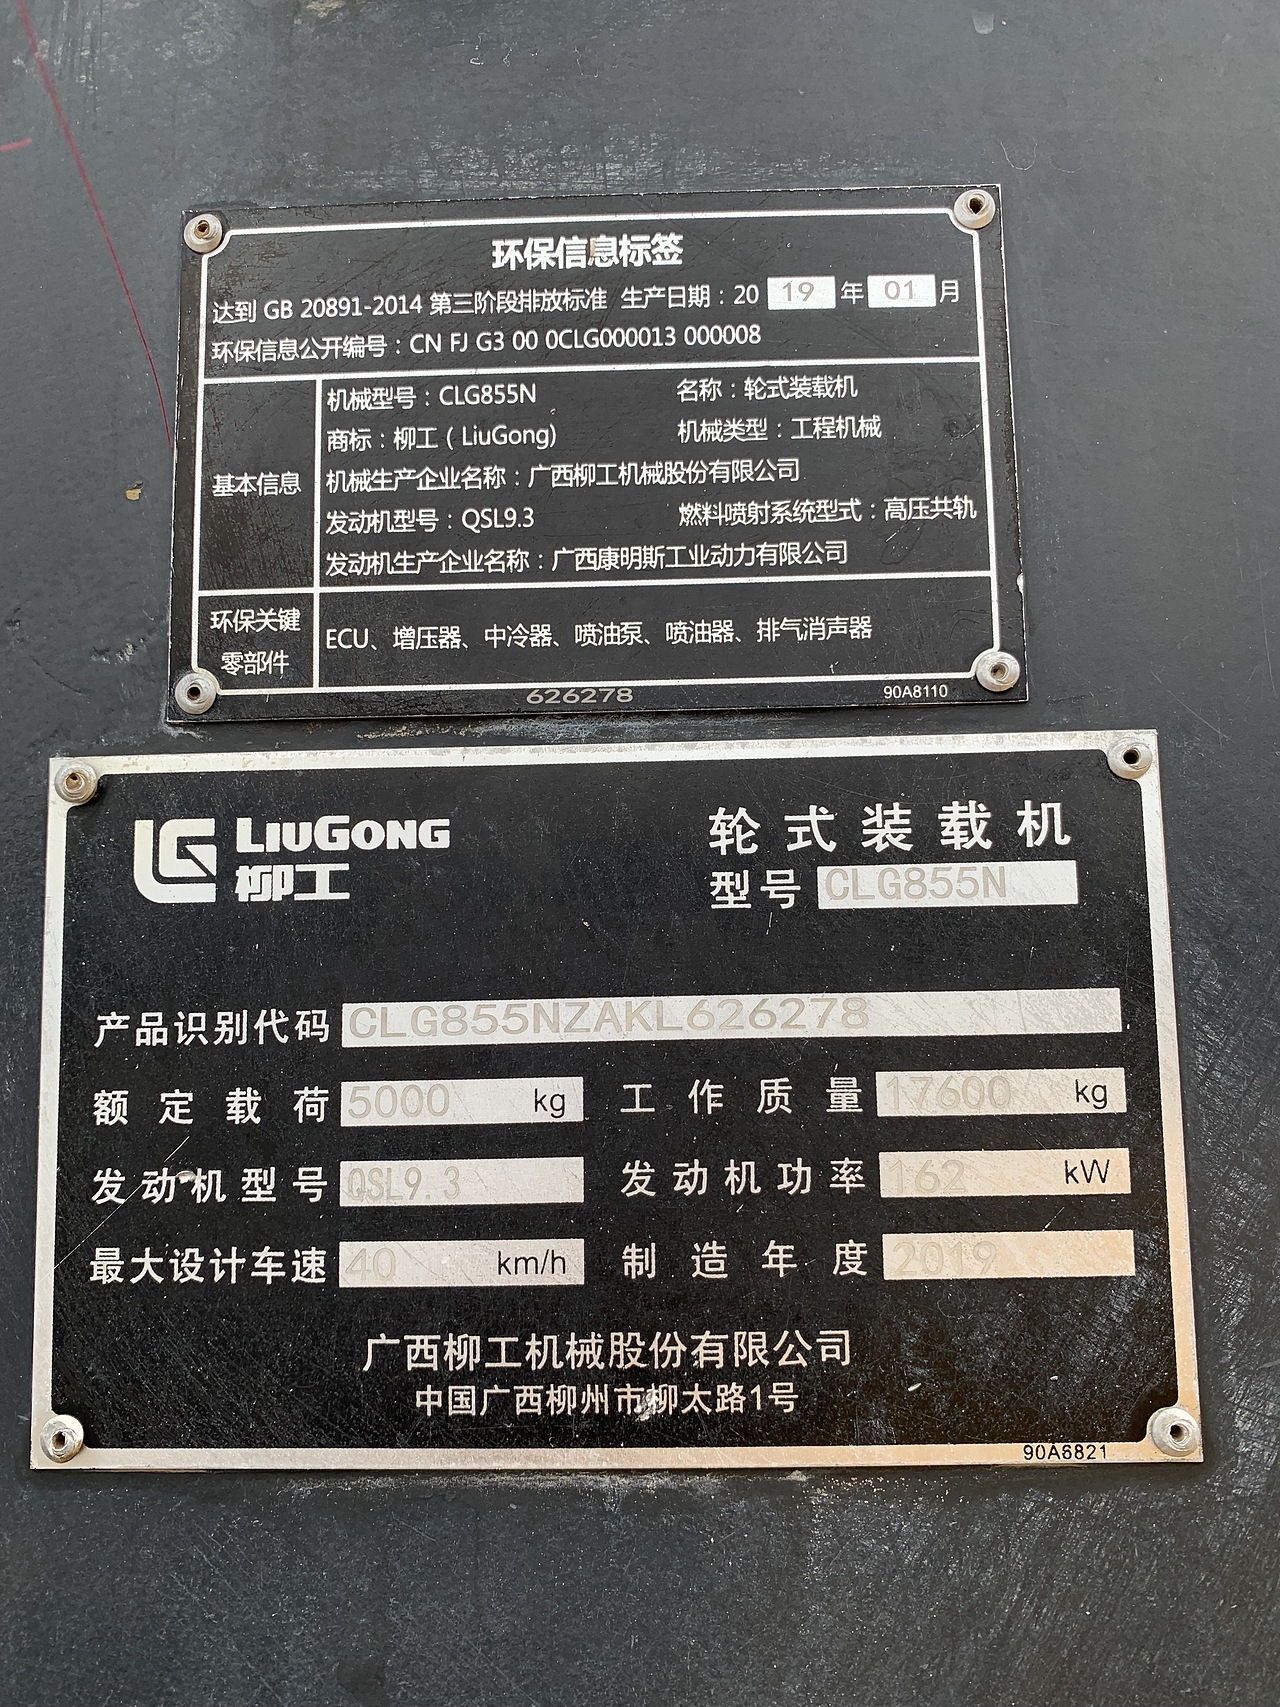 环保信息标签
达到 GB 20891-2014 第三阶段排放标准 生产日期：20 19 年 01 月
环保信息公开编号：CN FJ G3 00 0CLG000013 000008
基本信息
机械型号：CLG855N 名称：轮式装载机
商标：柳工（LiuGong) 机械类型：工程机械
机械生产企业名称：广西柳工机械股份有限公司
发动机型号：QSL9.3 燃料喷射系统型式：高压共轨
发动机生产企业名称：广西康明斯工业动力有限公司
环保关键
零部件
ECU、增压器、中冷器、喷油泵、喷油器、排气消声器
626278 90A8110
LIUGONG
柳工
轮式装载机
型号 CLG855N
产品识别代码 CLG855NZAKL626278
额定载荷 5000 kg 工作质量 17600 kg
发动机型号 QSL9.3 发动机功率 162 kW
最大设计车速 40 km/h 制造年度 2019
广西柳工机械股份有限公司
中国广西柳州市柳太路1号
90A6821